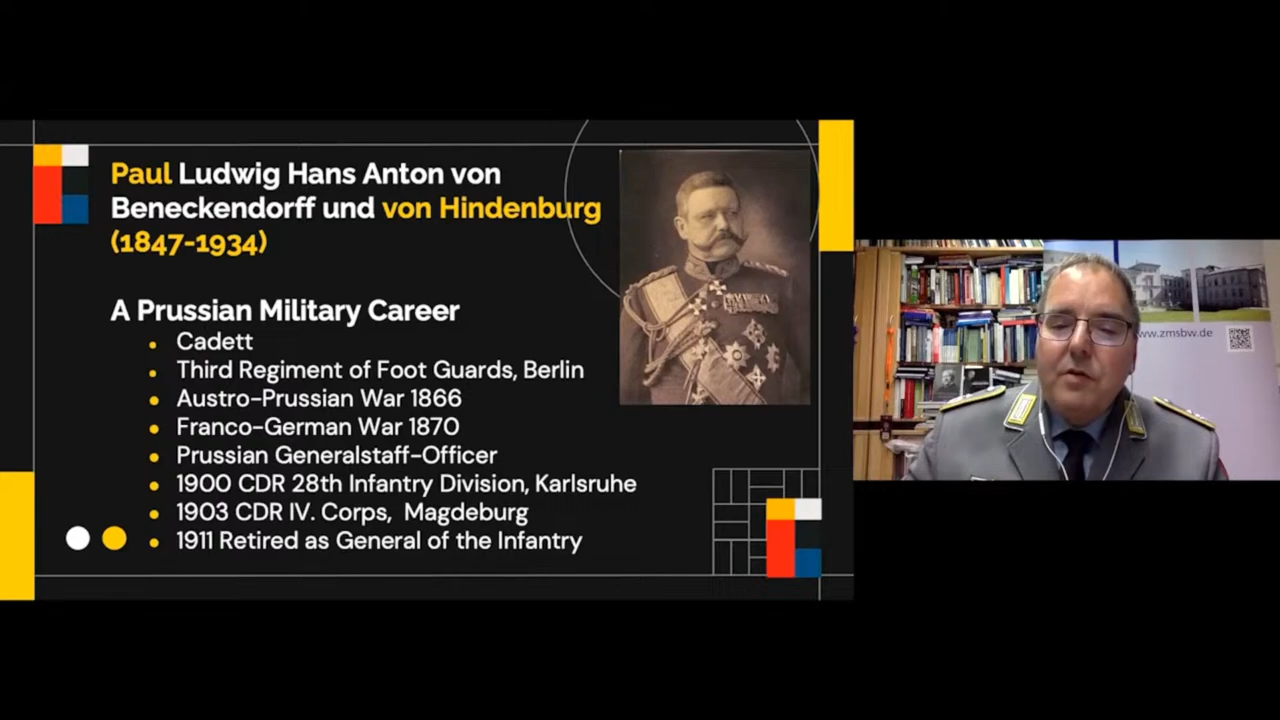 Paul Ludwig Hans Anton von
Beneckendorff und von Hindenburg
(1847-1934)
A Prussian Military Career
Cadett
Third Regiment of Foot Guards, Berlin
Austro-Prussian War 1866
Franco-German War 1870
Prussian Generalstaff-Officer
1900 CDR 28th Infantry Division, Karlsruhe
1903 CDR IV. Corps, Magdeburg
1911 Retired as General of the Infantry
www.zmsbw.de